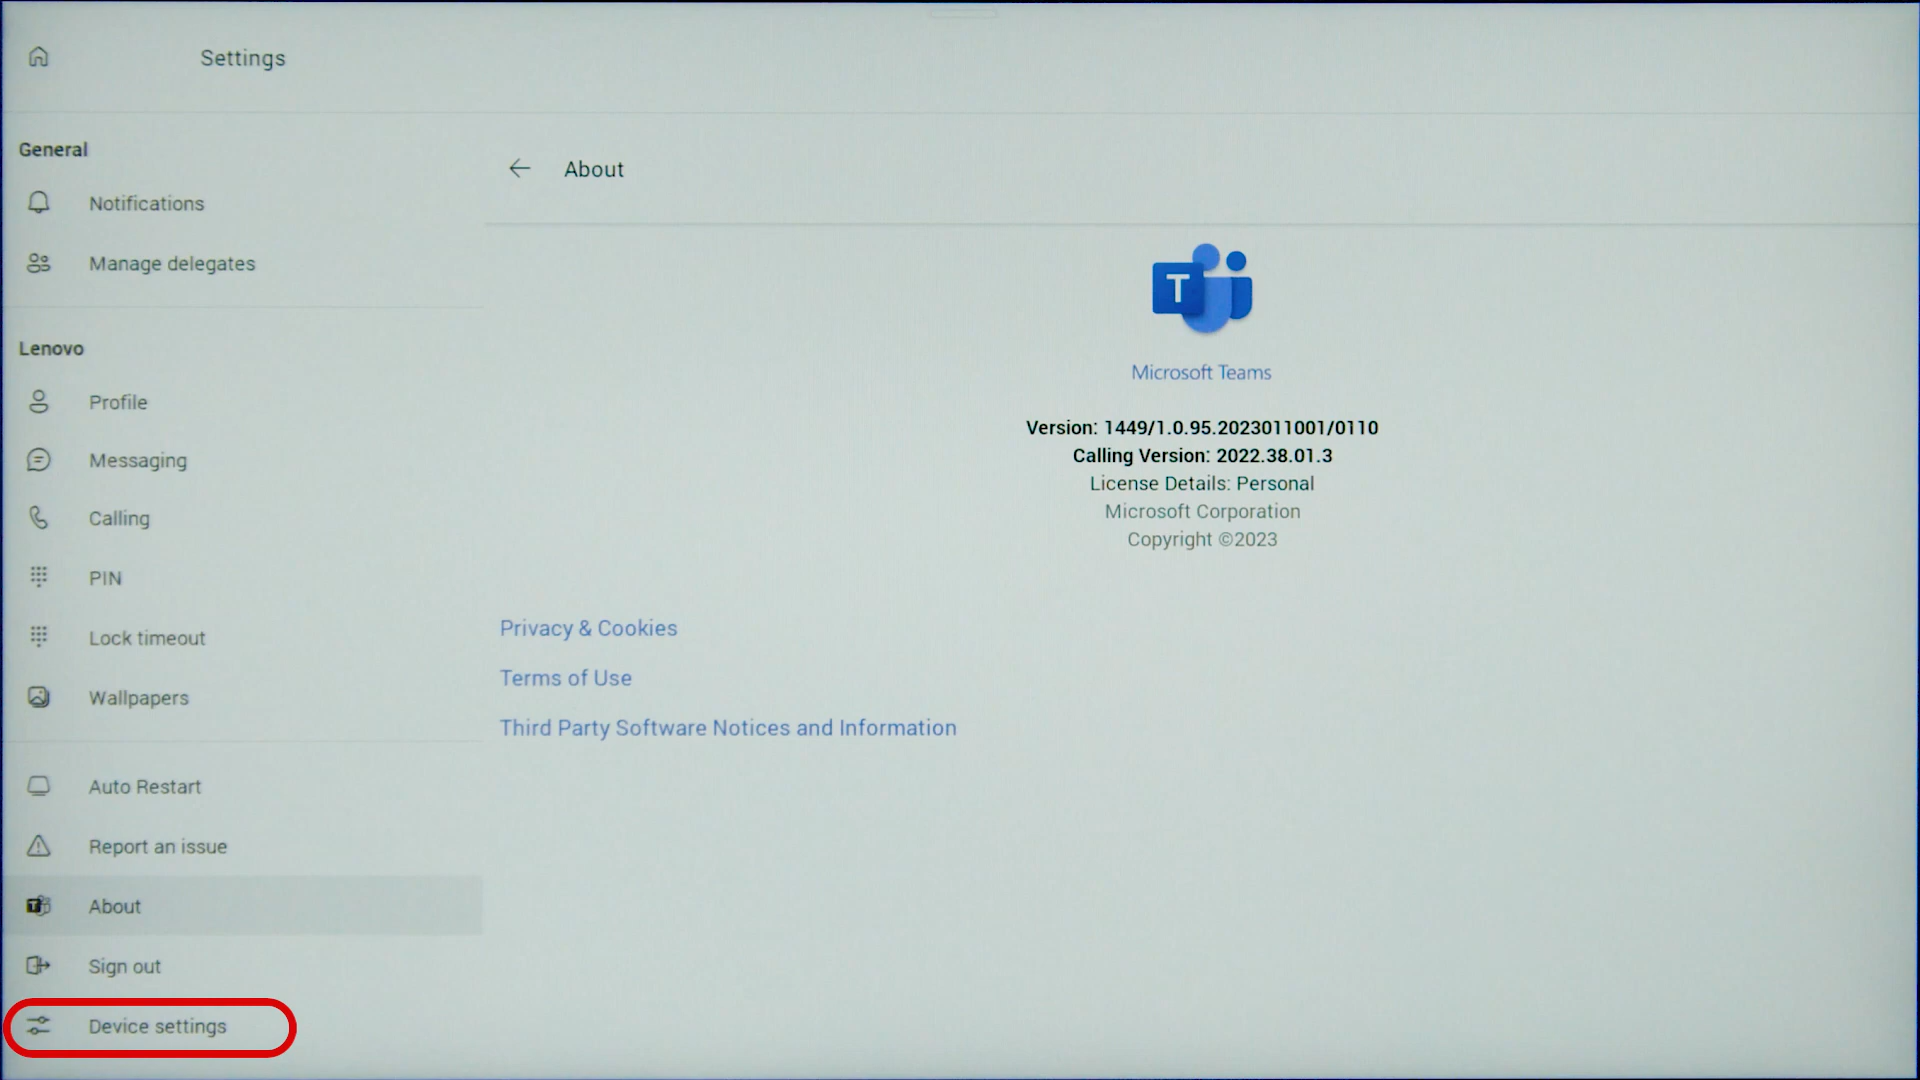 Settings
General
Notifications
Manage delegates
Lenovo
Profile
Messaging
Calling
PIN
Lock timeout
Wallpapers
Auto Restart
Report an issue
About
Sign out
Device settings
About
T
Microsoft Teams
Version: 1449/1.0.95.2023011001/0110
Calling Version: 2022.38.01.3
License Details: Personal
Microsoft Corporation
Copyright ©2023
Privacy & Cookies
Terms of Use
Third Party Software Notices and Information